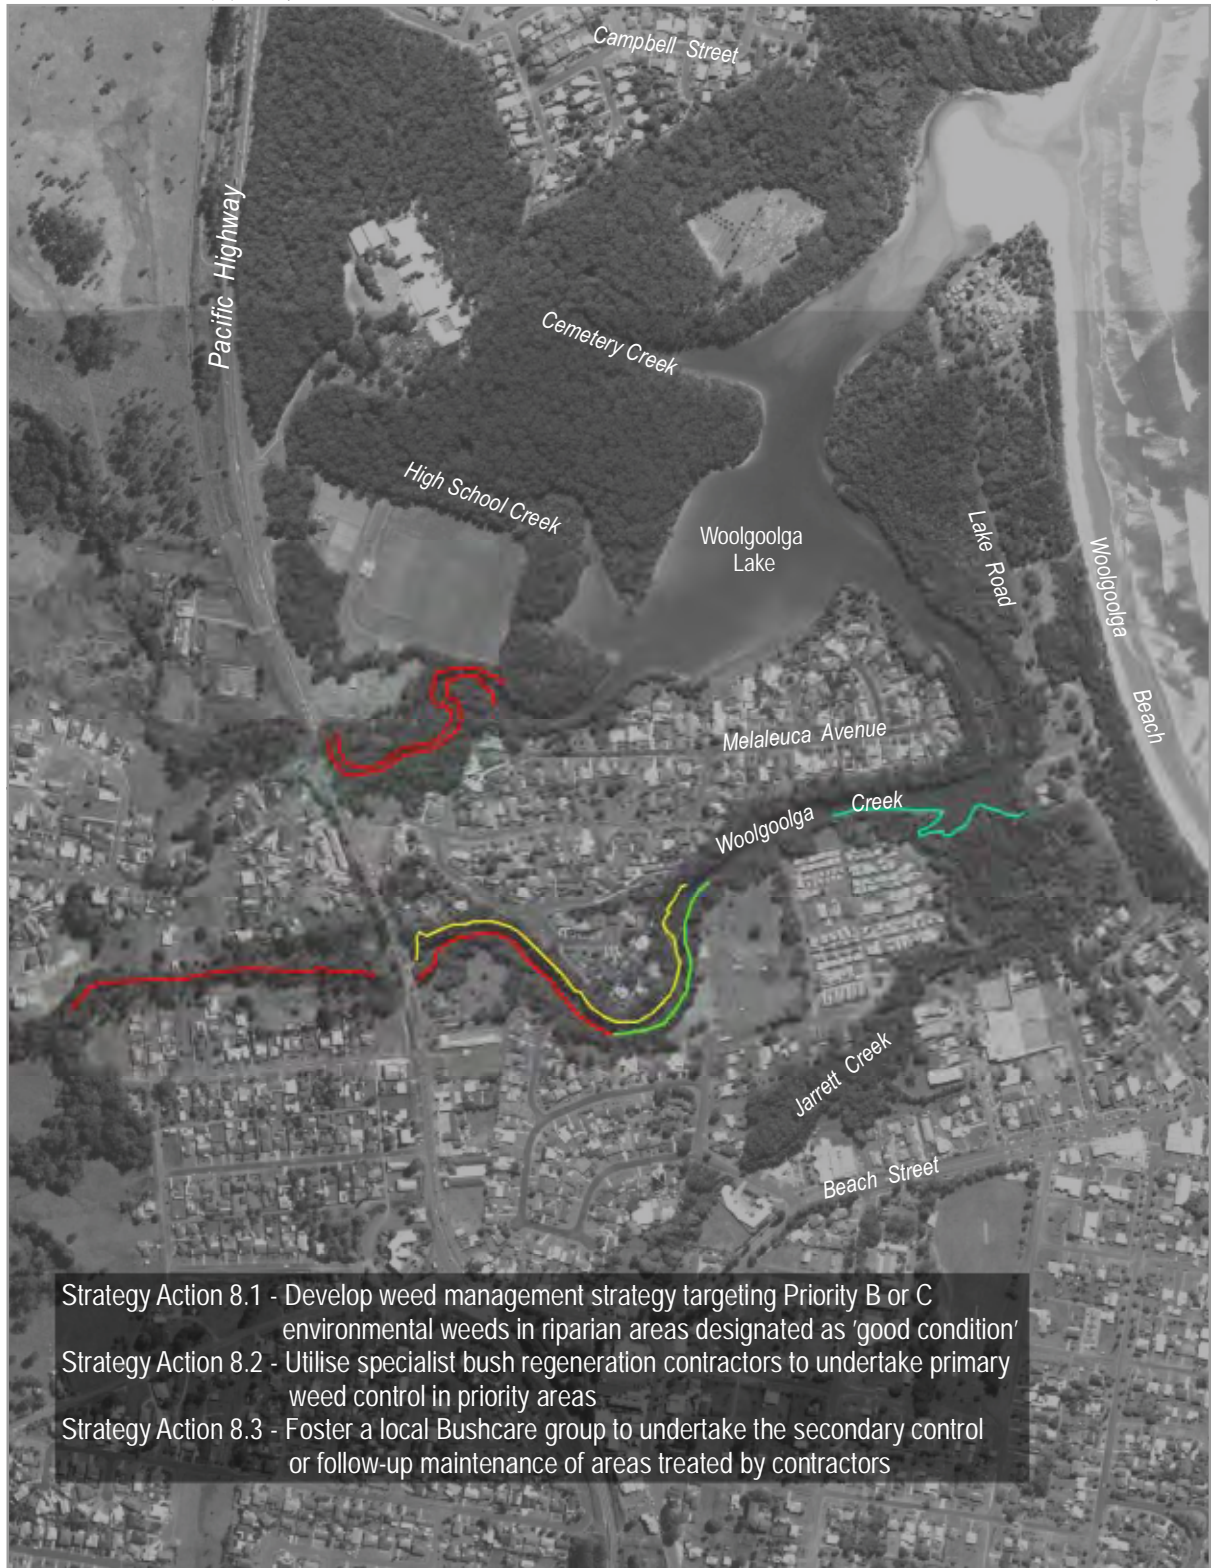 Campbell Street
Pacific Highway
Cemetery Creek
High School Creek
Woolgoolga
Lake
Lake Road
Woolgoolga
Beach
Melaleuca Avenue
Woolgoolga Creek
Jarrett Creek
Beach Street
Strategy Action 8.1 - Develop weed management strategy targeting Priority B or C
environmental weeds in riparian areas designated as 'good condition'
Strategy Action 8.2 - Utilise specialist bush regeneration contractors to undertake primary
weed control in priority areas
Strategy Action 8.3 - Foster a local Bushcare group to undertake the secondary control
or follow-up maintenance of areas treated by contractors